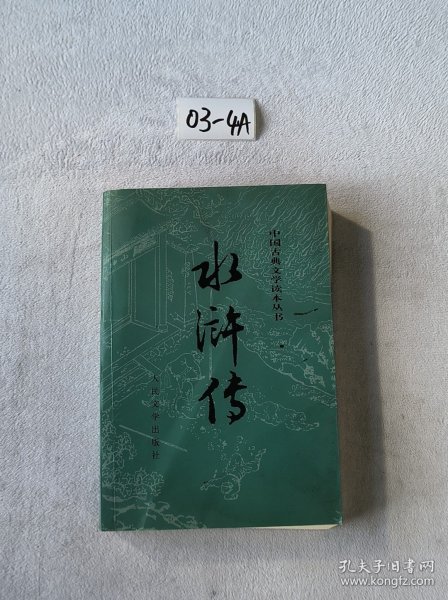 03-4A
中国古典文学读本丛书
水浒传
人民文学出版社
孔夫子旧书网
www.kongfz.com